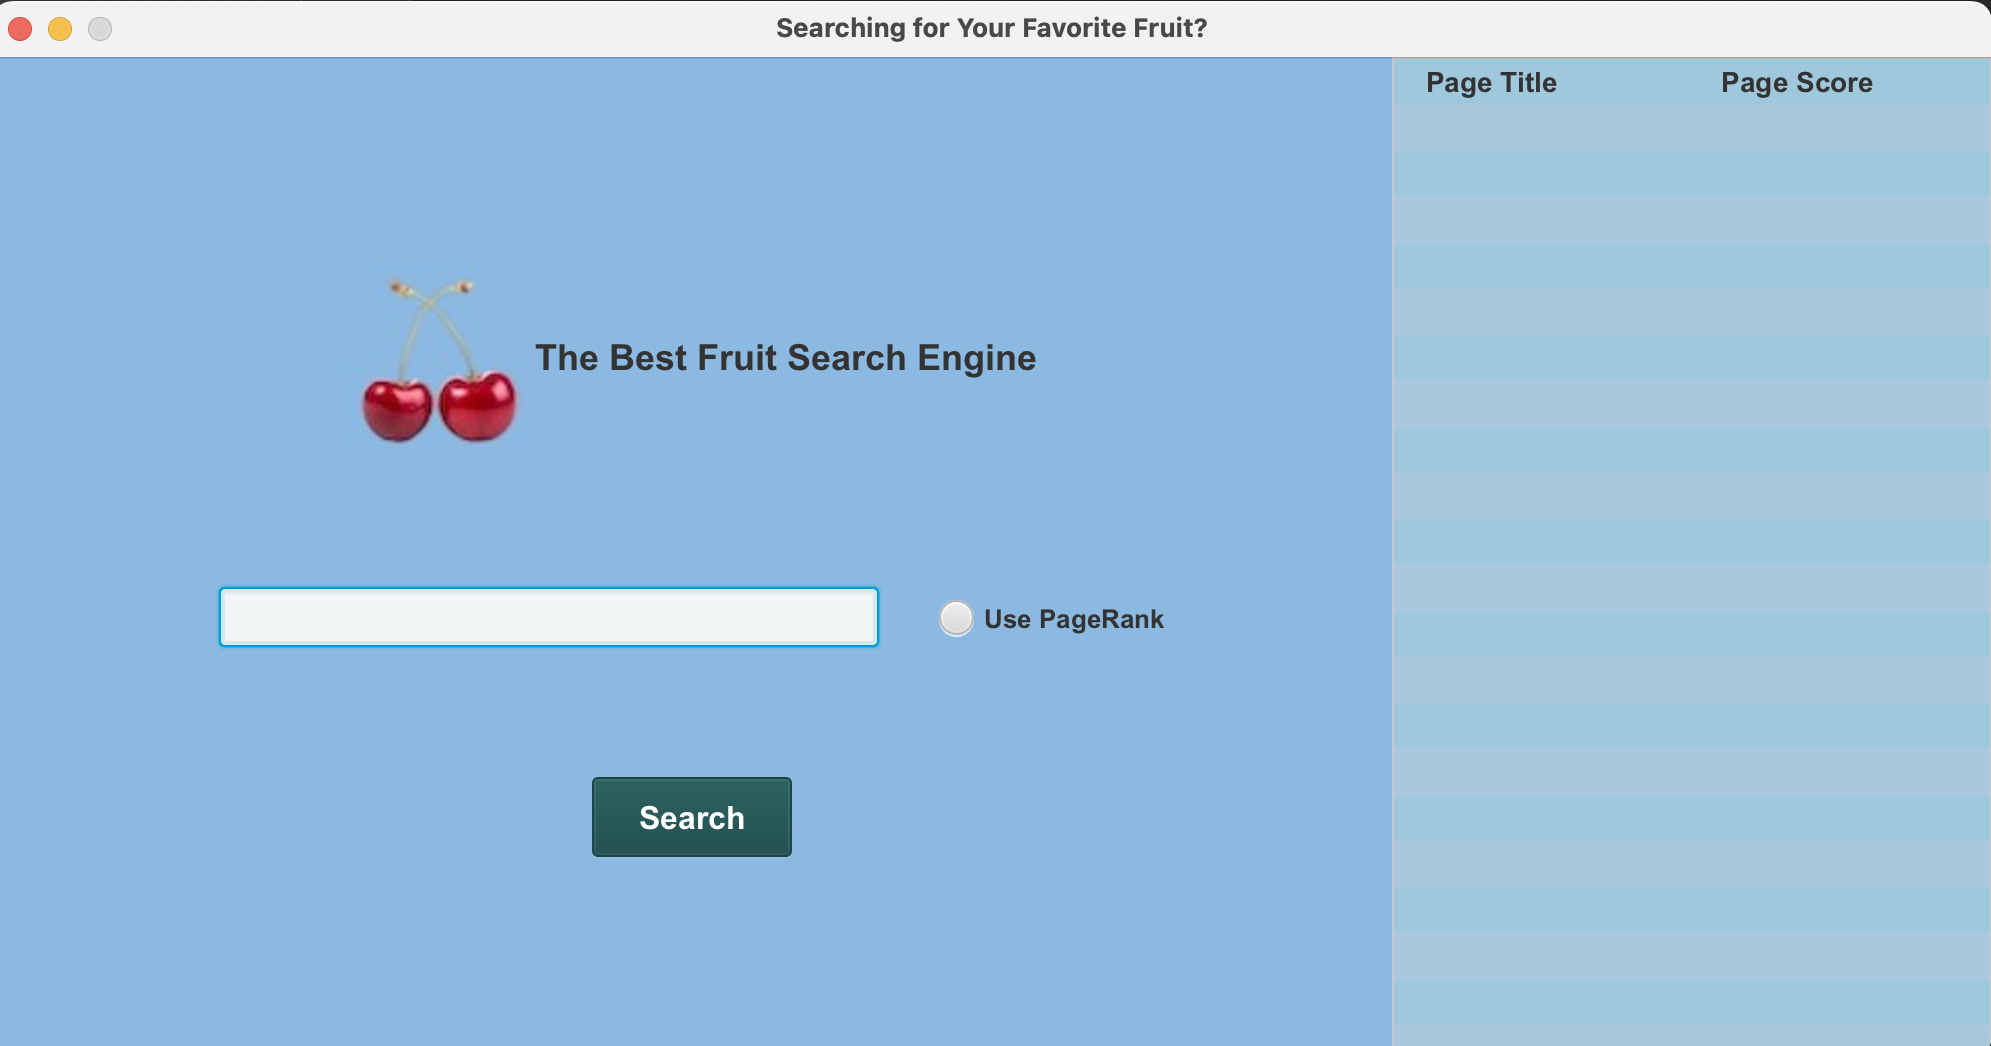 Searching for Your Favorite Fruit?
Page Title
Page Score
The Best Fruit Search Engine
Use PageRank
Search